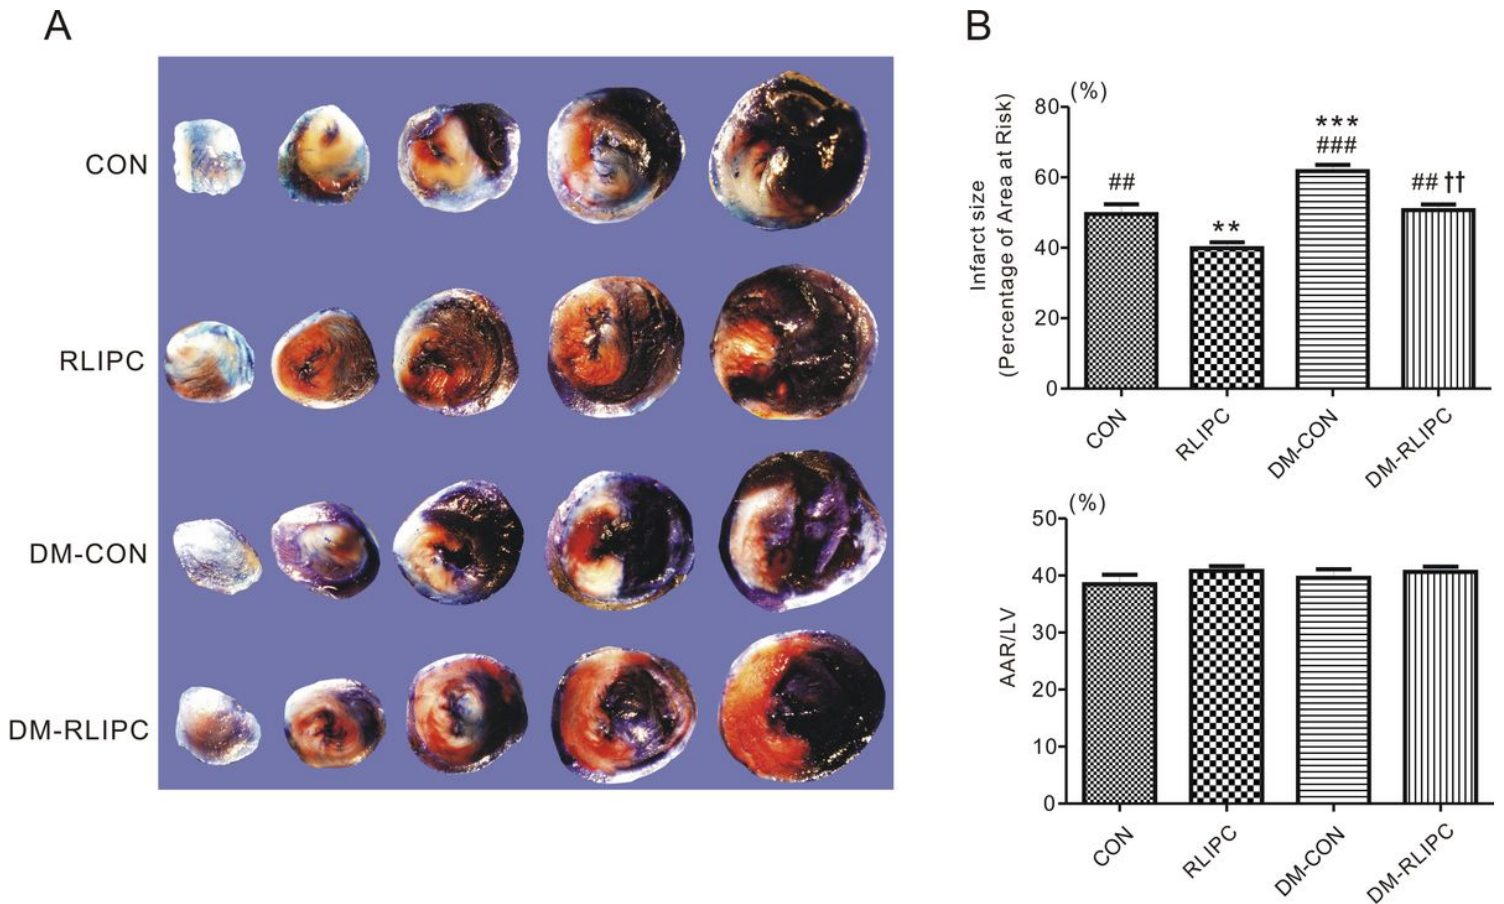 A
CON
RLIPC
DM-CON
DM-RLIPC
B
(%)
Infarct size
(Percentage of Area at Risk)
80
60
40
20
0
##
**
***
###
## ††
CON
RLIPC
DM-CON
DM-RLIPC
(%)
AAR/LV
50
40
30
20
10
0
CON
RLIPC
DM-CON
DM-RLIPC